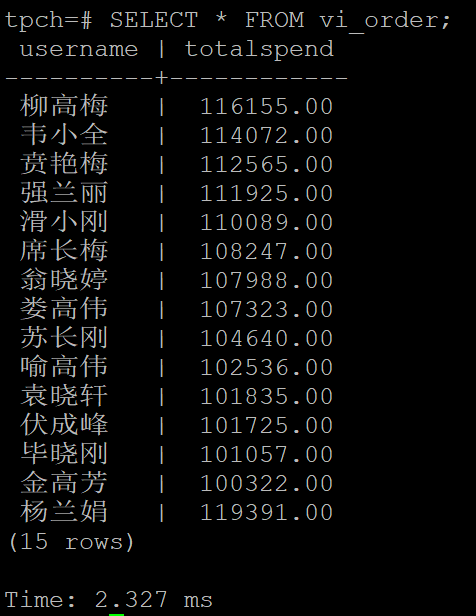 tpch=# SELECT * FROM vi_order;
 username | totalspend
----------+------------
 柳高梅   |  116155.00
 韦小全   |  114072.00
 贲艳梅   |  112565.00
 强兰丽   |  111925.00
 滑小刚   |  110089.00
 席长梅   |  108247.00
 翁晓婷   |  107988.00
 娄高伟   |  107323.00
 苏长刚   |  104640.00
 喻高伟   |  102536.00
 袁晓轩   |  101835.00
 伏成峰   |  101725.00
 毕晓刚   |  101057.00
 金高芳   |  100322.00
 杨兰娟   |  119391.00
(15 rows)

Time: 2.327 ms